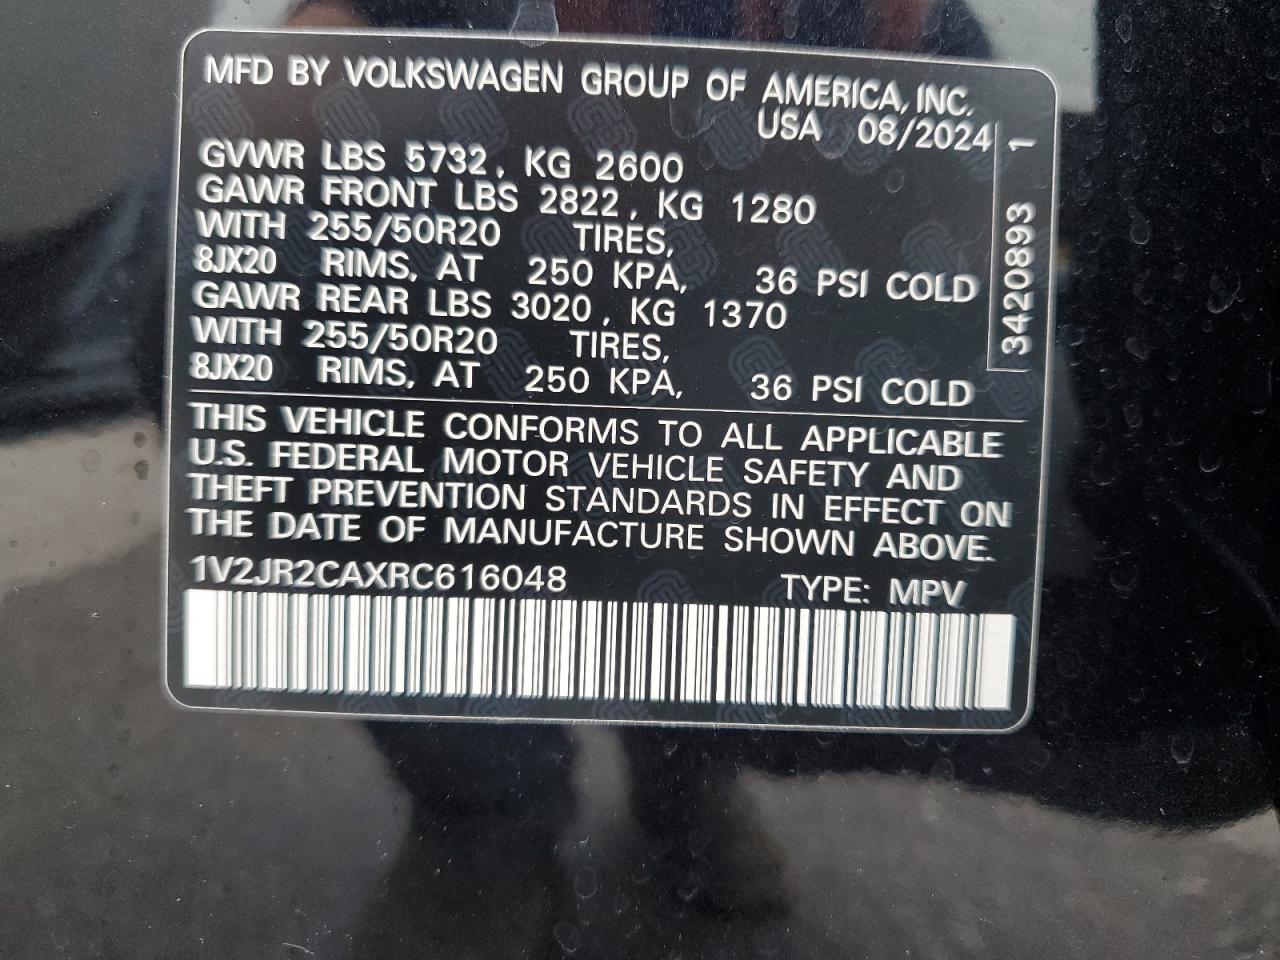 MFD BY VOLKSWAGEN GROUP OF AMERICA, INC.
USA 08/2024
GVWR LBS 5732, KG 2600
GAWR FRONT LBS 2822, KG 1280
WITH 255/50R20 TIRES,
8JX20 RIMS, AT 250 KPA, 36 PSI COLD
GAWR REAR LBS 3020, KG 1370
WITH 255/50R20 TIRES,
8JX20 RIMS, AT 250 KPA, 36 PSI COLD
3420893 1
THIS VEHICLE CONFORMS TO ALL APPLICABLE
U.S. FEDERAL MOTOR VEHICLE SAFETY AND
THEFT PREVENTION STANDARDS IN EFFECT ON
THE DATE OF MANUFACTURE SHOWN ABOVE.
1V2JR2CAXRC616048 TYPE: MPV